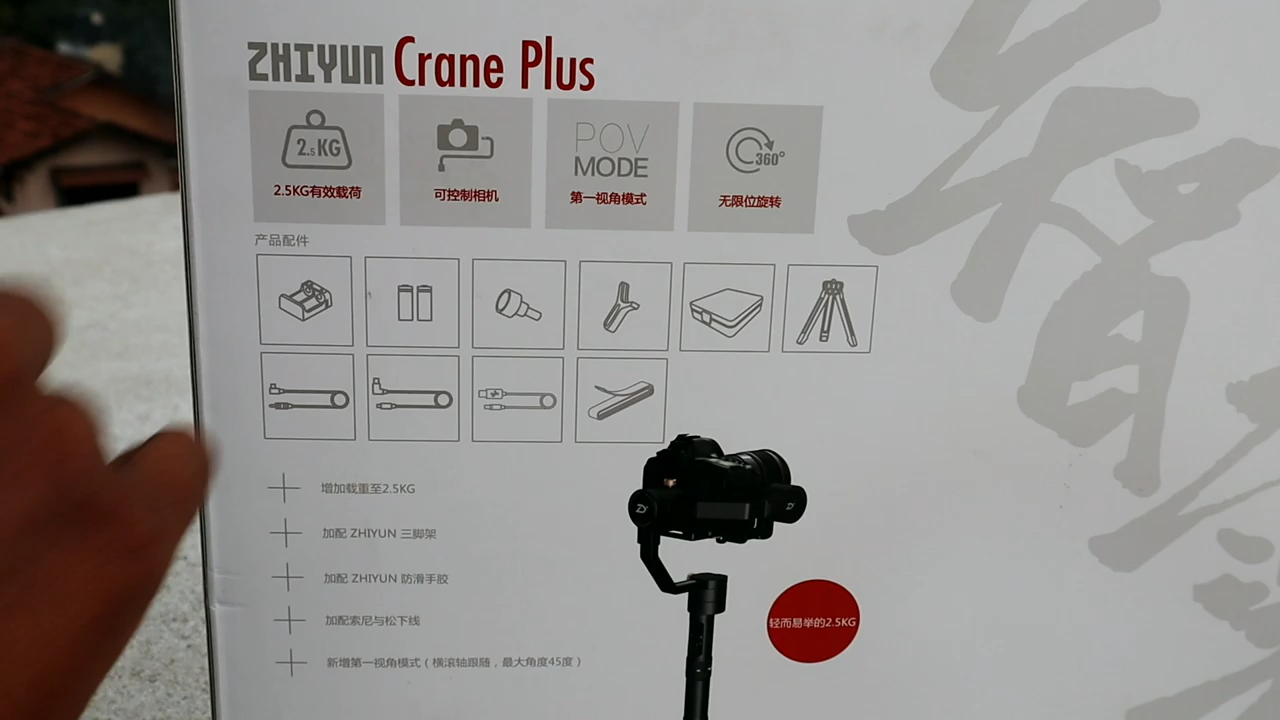 ZHIYUN Crane Plus
2.5KG
POV
MODE
360°
2.5KG有效载荷
可控制相机
第一视角模式
无限位旋转
产品配件
增加载重至2.5KG
加配 ZHIYUN 三脚架
加配 ZHIYUN 防滑手胶
加配索尼与松下线
新增第一视角模式（横滚轴跟随，最大角度45度）
轻而易举的2.5KG